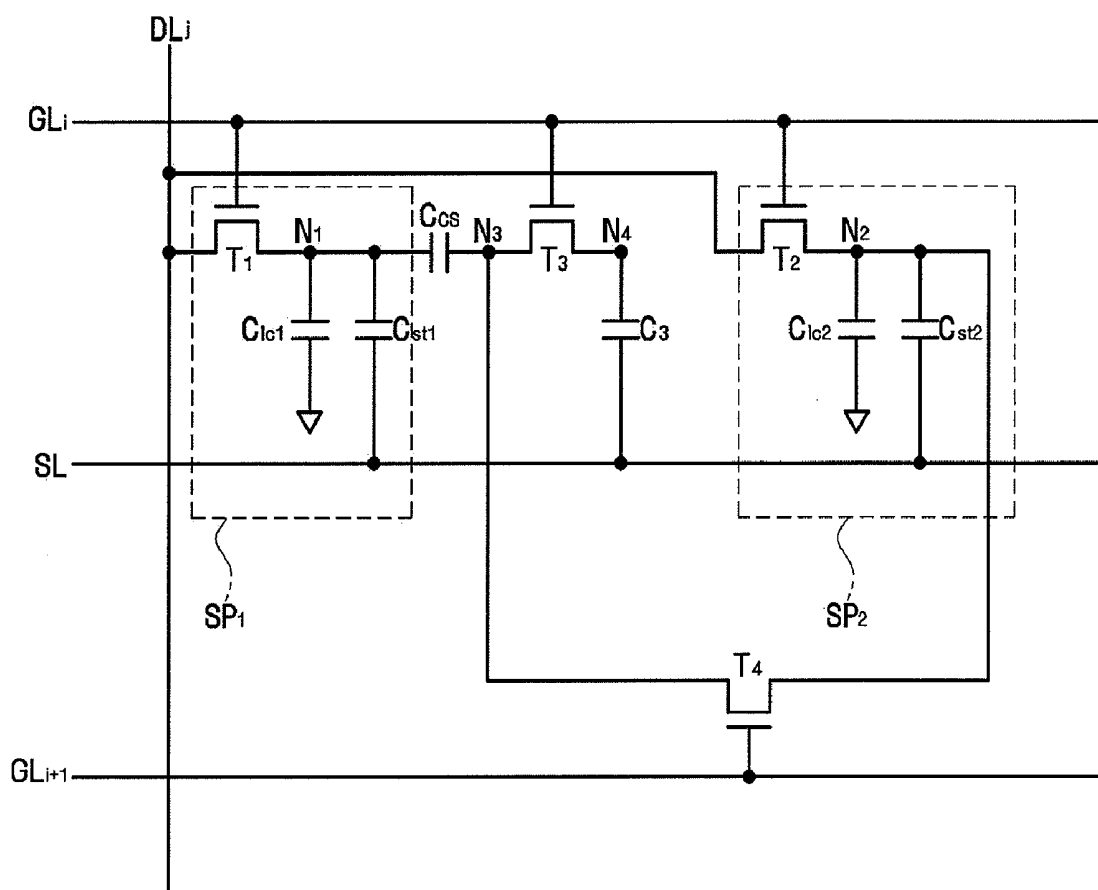 DLj
GLi
CCS
N1
N3
N4
N2
T1
T3
T2
Clc1
Cst1
C3
Clc2
Cst2
SL
SP1
SP2
T4
GLi+1